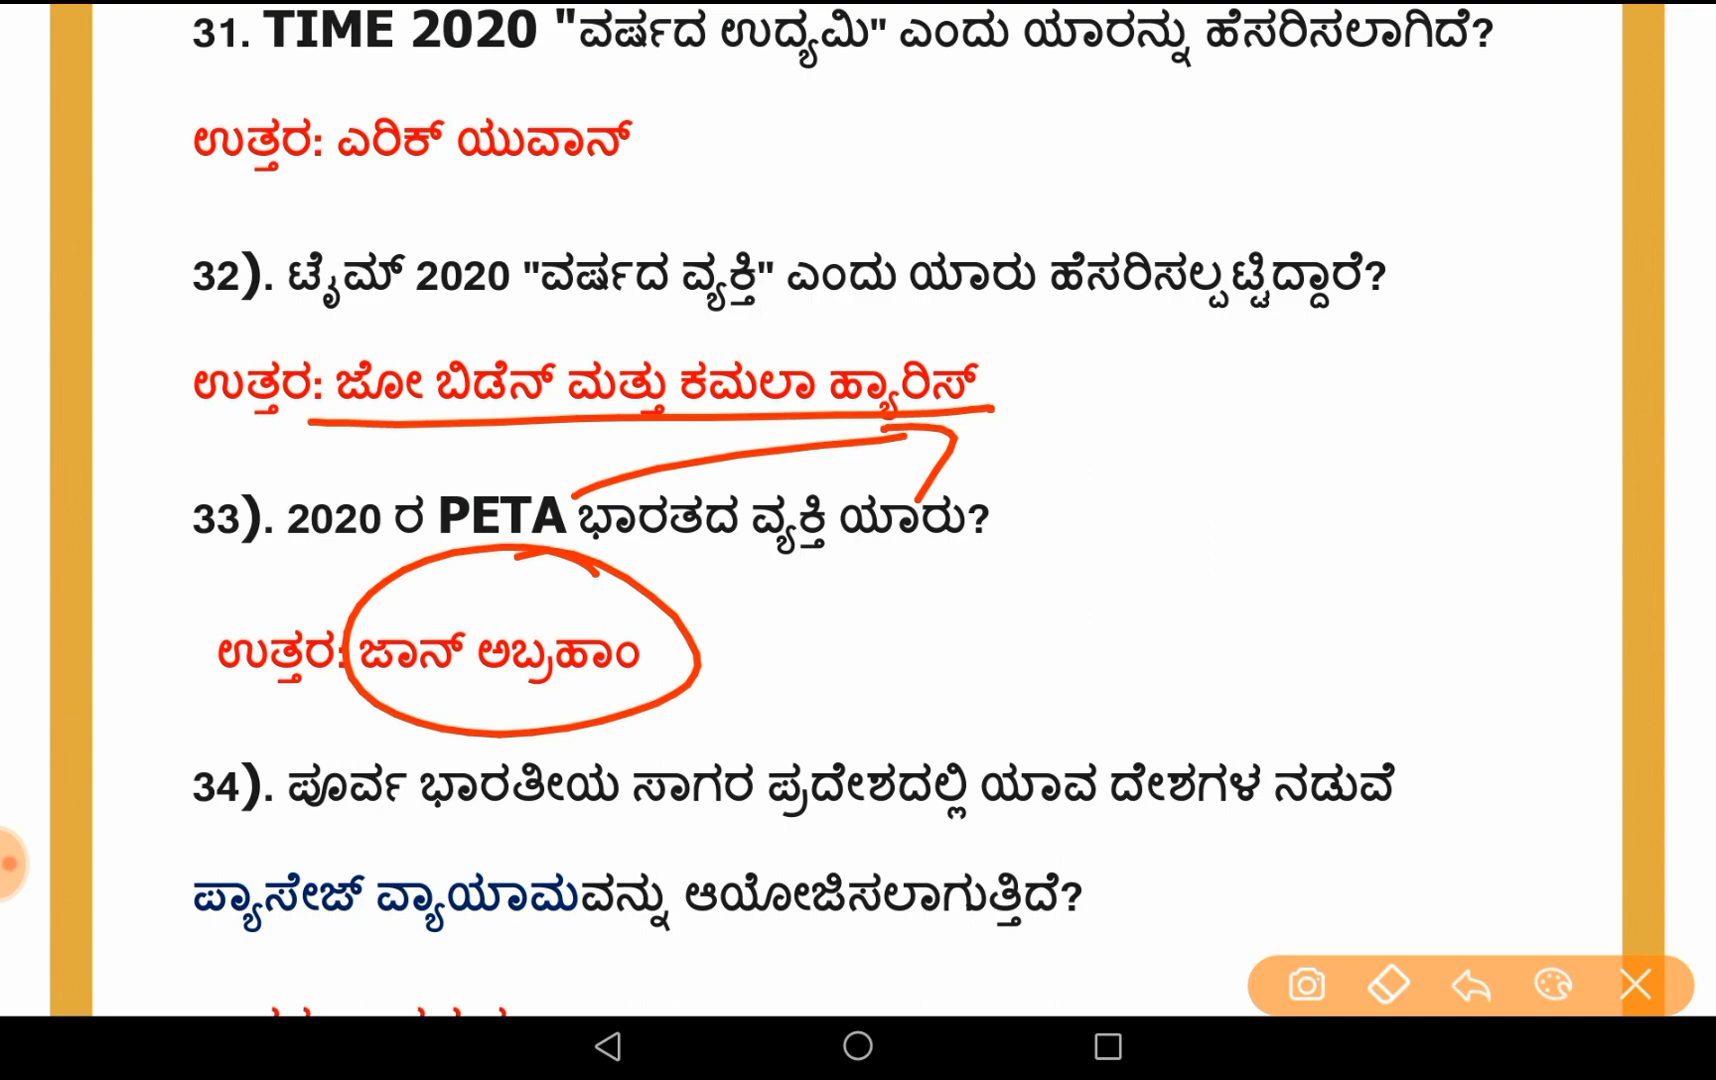 31. TIME 2020 "ವರ್ಷದ ಉದ್ಯಮಿ" ಎಂದು ಯಾರನ್ನು ಹೆಸರಿಸಲಾಗಿದೆ?
ಉತ್ತರ: ಎರಿಕ್ ಯುವಾನ್
32). ಟೈಮ್ 2020 "ವರ್ಷದ ವ್ಯಕ್ತಿ" ಎಂದು ಯಾರು ಹೆಸರಿಸಲ್ಪಟ್ಟಿದ್ದಾರೆ?
ಉತ್ತರ: ಜೋ ಬಿಡೆನ್ ಮತ್ತು ಕಮಲಾ ಹ್ಯಾರಿಸ್
33). 2020 ರ PETA ಭಾರತದ ವ್ಯಕ್ತಿ ಯಾರು?
ಉತ್ತರ: ಜಾನ್ ಅಬ್ರಹಾಂ
34). ಪೂರ್ವ ಭಾರತೀಯ ಸಾಗರ ಪ್ರದೇಶದಲ್ಲಿ ಯಾವ ದೇಶಗಳ ನಡುವೆ
ಪ್ಯಾಸೇಜ್ ವ್ಯಾಯಾಮವನ್ನು ಆಯೋಜಿಸಲಾಗುತ್ತಿದೆ?